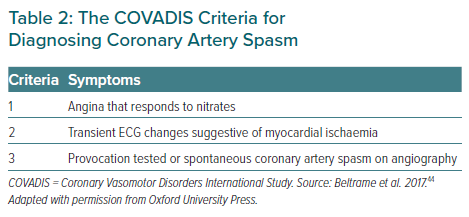 Table 2: The COVADIS Criteria for
Diagnosing Coronary Artery Spasm
Criteria Symptoms
1 Angina that responds to nitrates
2 Transient ECG changes suggestive of myocardial ischaemia
3 Provocation tested or spontaneous coronary artery spasm on angiography
COVADIS = Coronary Vasomotor Disorders International Study. Source: Beltrame et al. 2017.44
Adapted with permission from Oxford University Press.